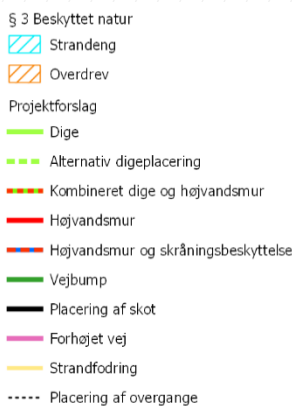 § 3 Beskyttet natur
Strandeng
Overdrev
Projektforslag
Dige
Alternativ digeplacering
Kombineret dige og højvandsmur
Højvandsmur
Højvandsmur og skråningsbeskyttelse
Vejbump
Placering af skot
Forhøjet vej
Strandfodring
Placering af overgange